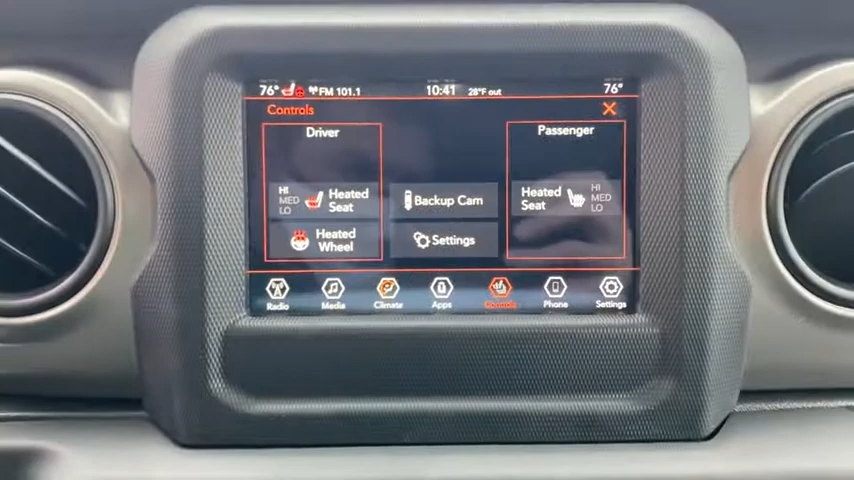 76° FM 101.1 10:41 28°F out 76°
Controls
Driver
Passenger
HI
MED
LO
Heated
Seat
Backup Cam
Heated
Seat
HI
MED
LO
Heated
Wheel
Settings
Radio Media Climate Apps Controls Phone Settings